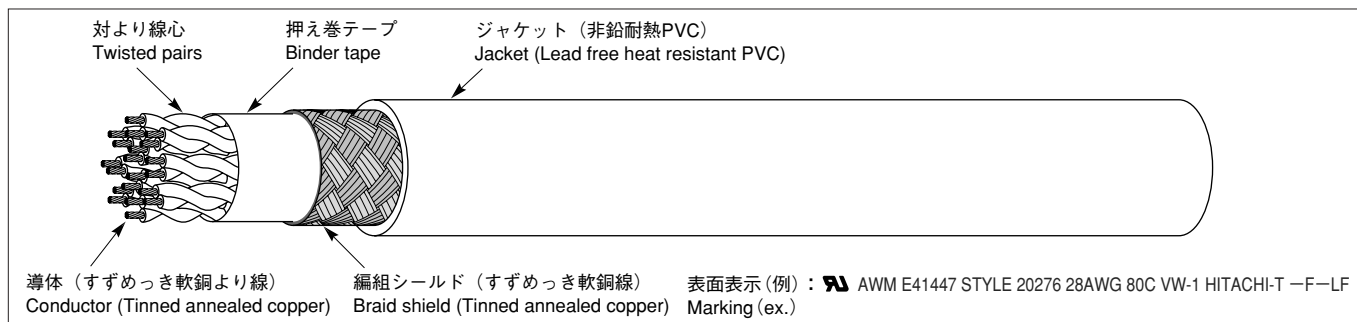 対より線心
Twisted pairs
押え巻テープ
Binder tape
ジャケット（非鉛耐熱PVC）
Jacket (Lead free heat resistant PVC)
導体（すずめっき軟銅より線）
Conductor (Tinned annealed copper)
編組シールド（すずめっき軟銅線）
Braid shield (Tinned annealed copper)
表面表示（例）： RU AWM E41447 STYLE 20276 28AWG 80C VW-1 HITACHI-T －F－LF
Marking (ex.)